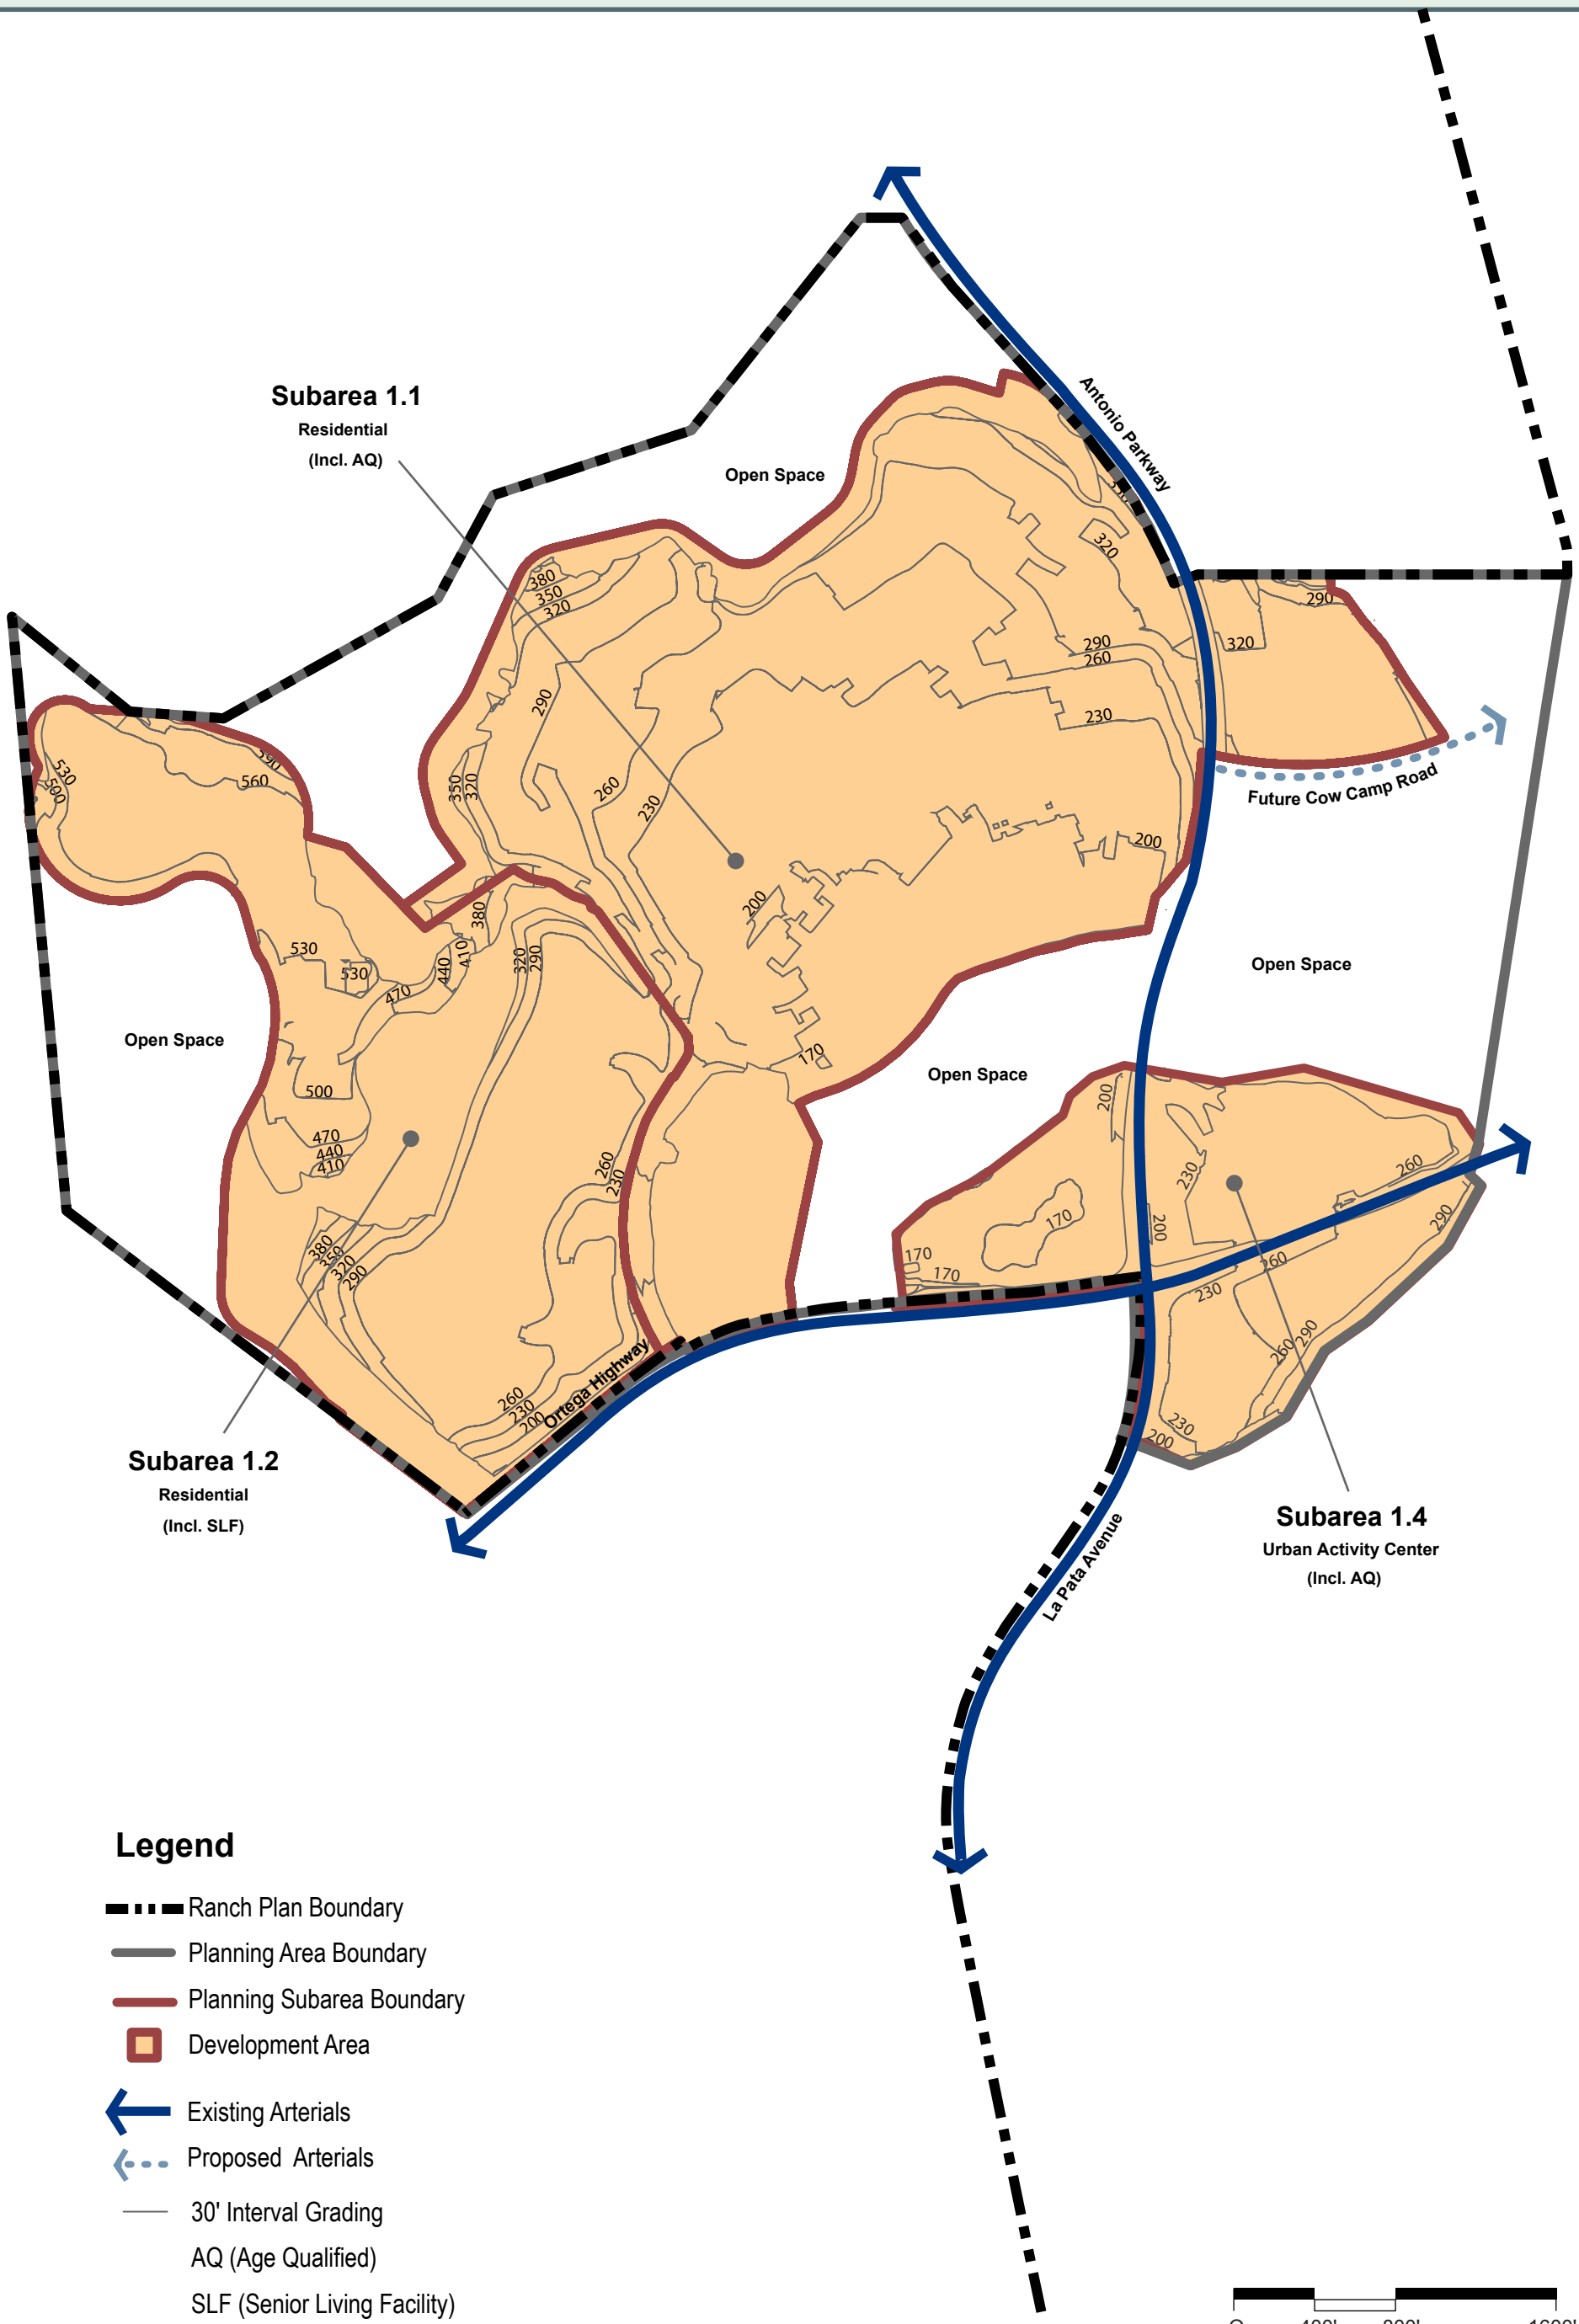 Subarea 1.1
Residential
(Incl. AQ)
Open Space
Antonio Parkway
330
320
290
320
380
350
320
290
260
290
230
290
260
230
350
320
590
560
530
500
Future Cow Camp Road
200
200
380
410
440
470
320
290
530
530
Open Space
Open Space
Open Space
170
500
470
440
410
260
230
380
350
320
290
200
230
260
290
170
200
170
170
260
230
260
290
230
200
260
230
200
Ortega Highway
Subarea 1.2
Residential
(Incl. SLF)
Subarea 1.4
Urban Activity Center
(Incl. AQ)
La Pata Avenue
Legend
Ranch Plan Boundary
Planning Area Boundary
Planning Subarea Boundary
Development Area
Existing Arterials
Proposed Arterials
30' Interval Grading
AQ (Age Qualified)
SLF (Senior Living Facility)